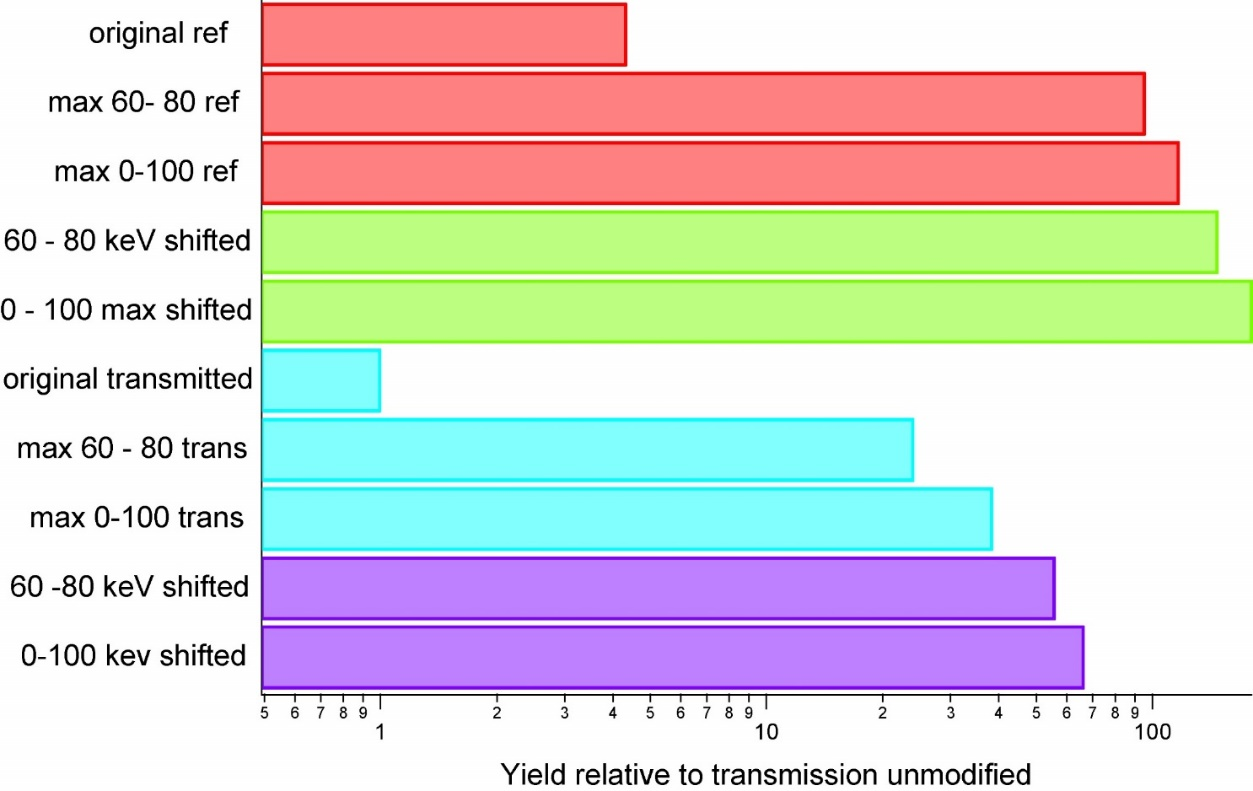 original ref
max 60- 80 ref
max 0-100 ref
60 - 80 keV shifted
0 - 100 max shifted
original transmitted
max 60 - 80 trans
max 0-100 trans
60 -80 keV shifted
0-100 kev shifted
5 6 7 8 9 2 3 4 5 6 7 8 9 2 3 4 5 6 7 8 9
1 10 100
Yield relative to transmission unmodified